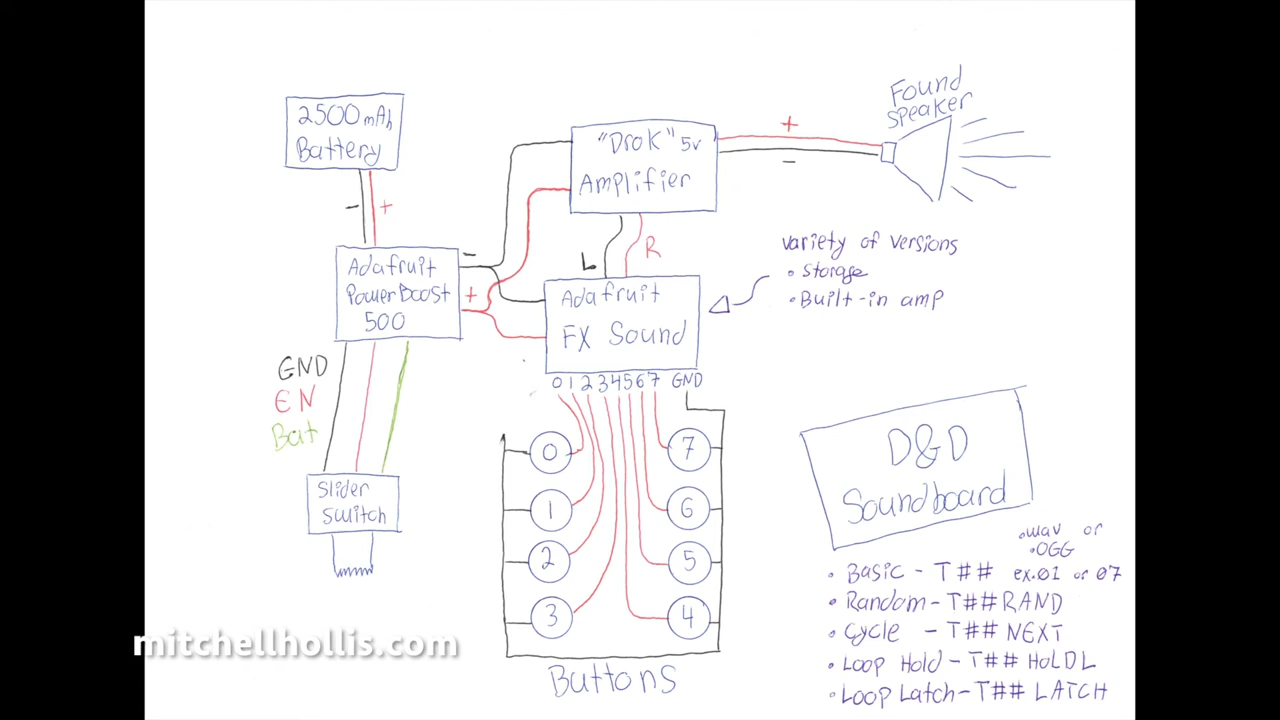 2500mAh
Battery
- +
Adafruit
PowerBoost
500
- +
GND
EN
Bat
Slider
Switch
"Drok" 5v
Amplifier
+
-
Found
Speaker
L R
Adafruit
FX Sound
0 1 2 3 4 5 6 7 GND
variety of versions
• Storage
• Built-in amp
0 7
1 6
2 5
3 4
Buttons
D&D
Soundboard
•wav or
•OGG
• Basic - T## ex.01 or 07
• Random - T##RAND
• Cycle - T## NEXT
• Loop Hold - T## HOLDL
• Loop Latch - T## LATCH
mitchellhollis.com